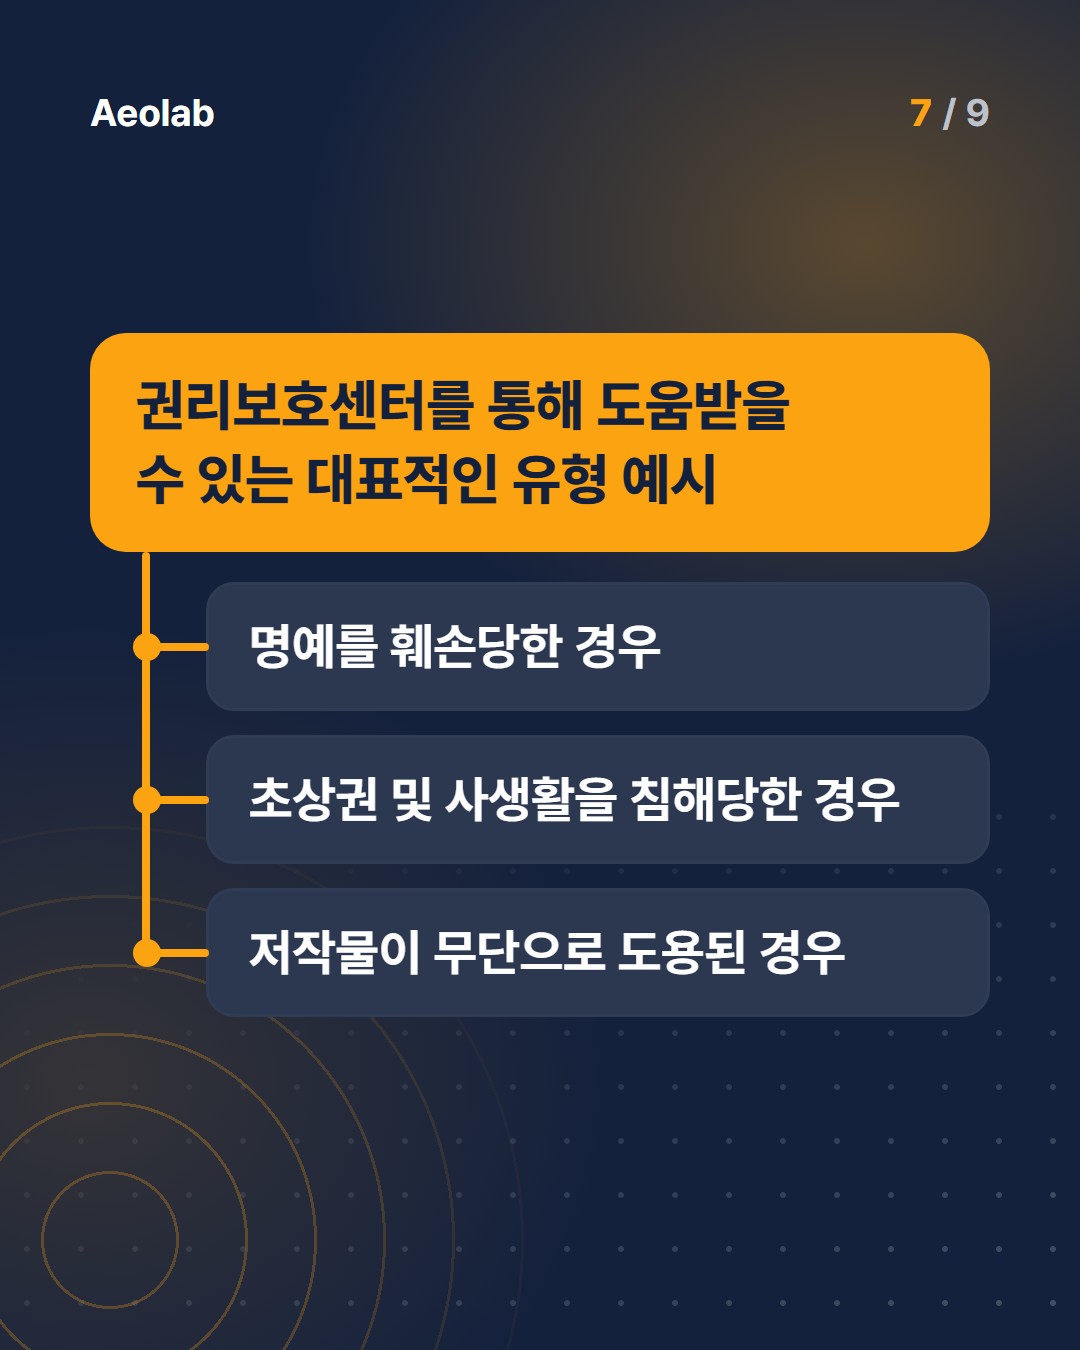 Aeolab
7 / 9
권리보호센터를 통해 도움받을
수 있는 대표적인 유형 예시
명예를 훼손당한 경우
초상권 및 사생활을 침해당한 경우
저작물이 무단으로 도용된 경우